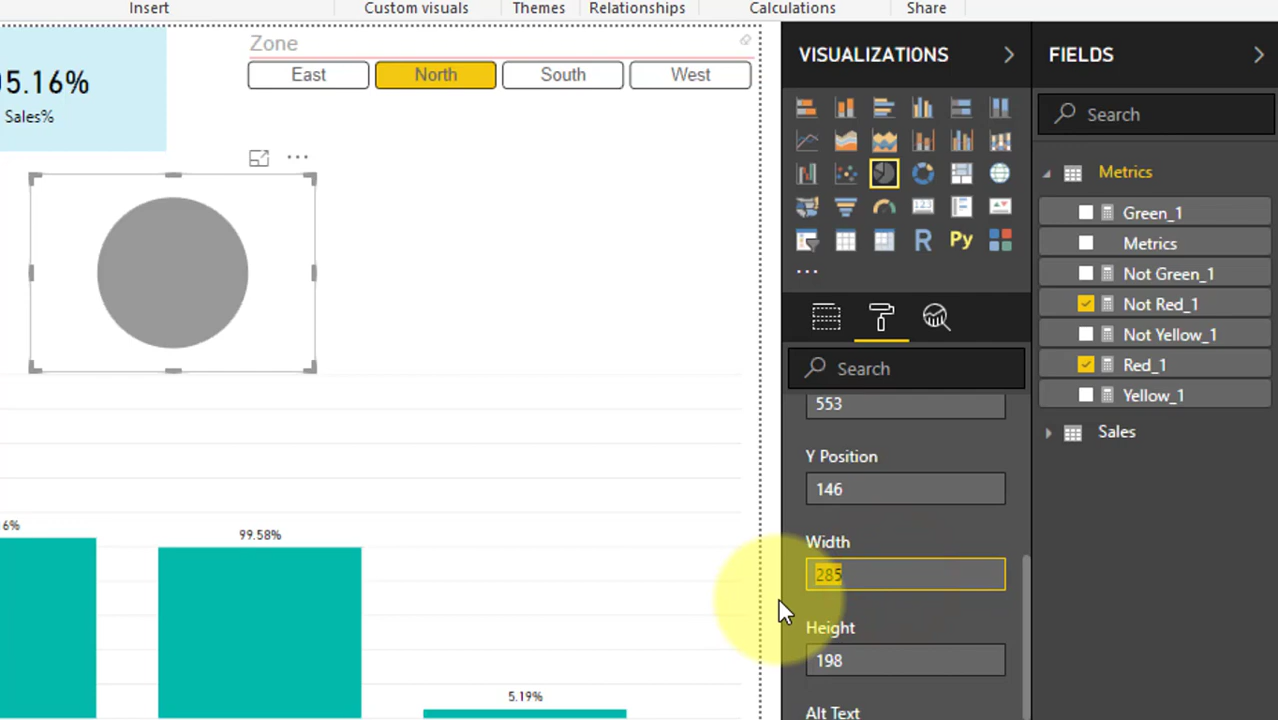 Insert
Custom visuals
Themes
Relationships
Calculations
Share
5.16%
Sales%
Zone
East
North
South
West
6%
99.58%
5.19%
VISUALIZATIONS
R
Py
Search
553
Y Position
146
Width
285
Height
198
Alt Text
FIELDS
Search
Metrics
Green_1
Metrics
Not Green_1
Not Red_1
Not Yellow_1
Red_1
Yellow_1
Sales